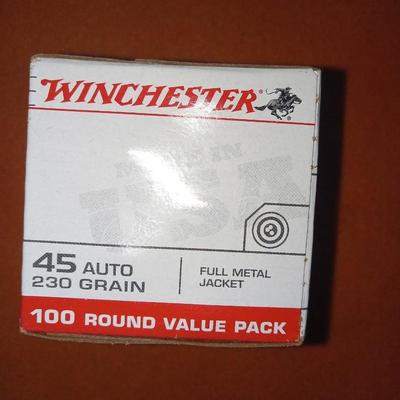 WINCHESTER
MADE IN
USA
45 AUTO
230 GRAIN
FULL METAL
JACKET
100 ROUND VALUE PACK